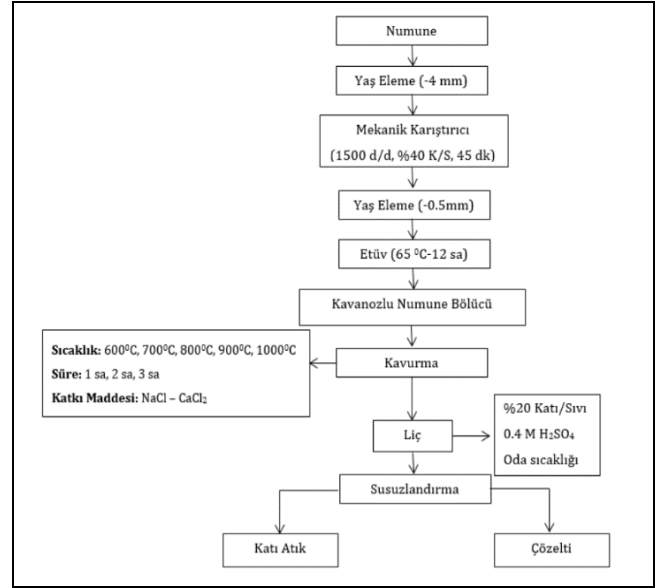 Numune
Yaş Eleme (-4 mm)
Mekanik Karıştırıcı
(1500 d/d, %40 K/S, 45 dk)
Yaş Eleme (-0.5mm)
Etüv (65 ⁰C-12 sa)
Kavanozlu Numune Bölücü
Sıcaklık: 600⁰C, 700⁰C, 800⁰C, 900⁰C, 1000⁰C
Süre: 1 sa, 2 sa, 3 sa
Katkı Maddesi: NaCl – CaCl₂
Kavurma
%20 Katı/Sıvı
0.4 M H₂SO₄
Oda sıcaklığı
Liç
Susuzlandırma
Katı Atık
Çözelti